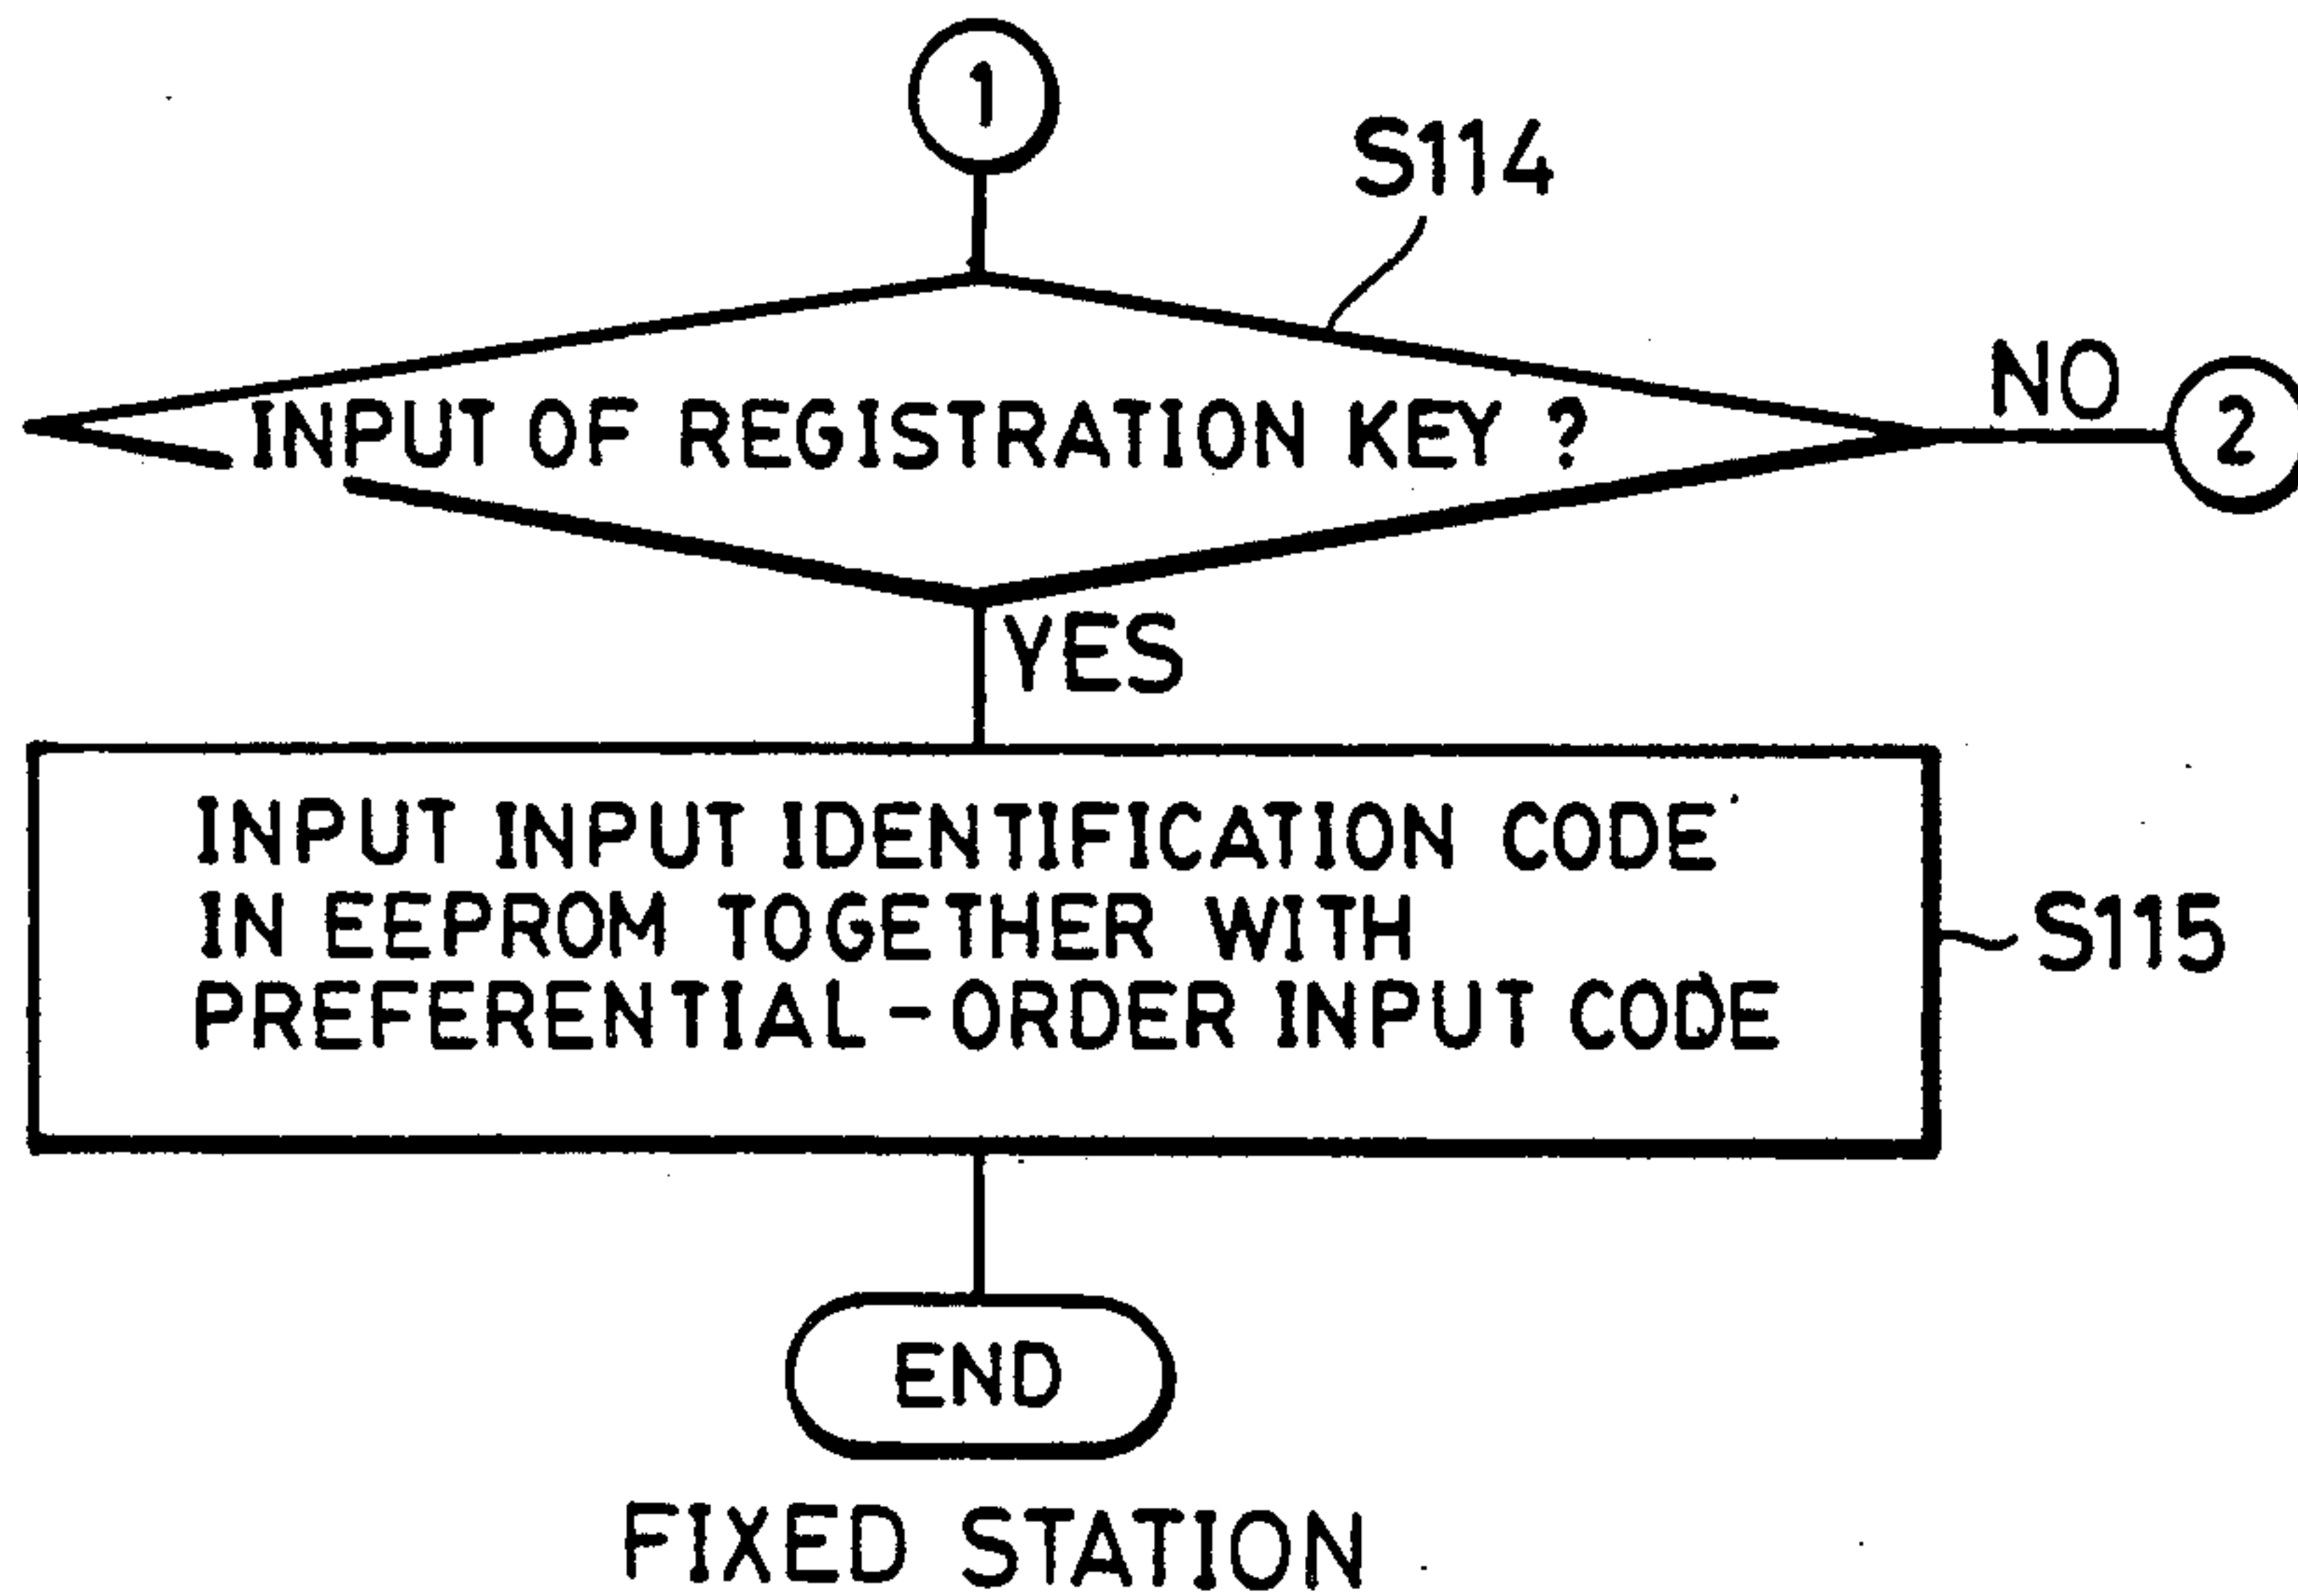 1
S114
INPUT OF REGISTRATION KEY ?
NO
2
YES
INPUT INPUT IDENTIFICATION CODE
IN EEPROM TOGETHER WITH
PREFERENTIAL-ORDER INPUT CODE
S115
END
FIXED STATION